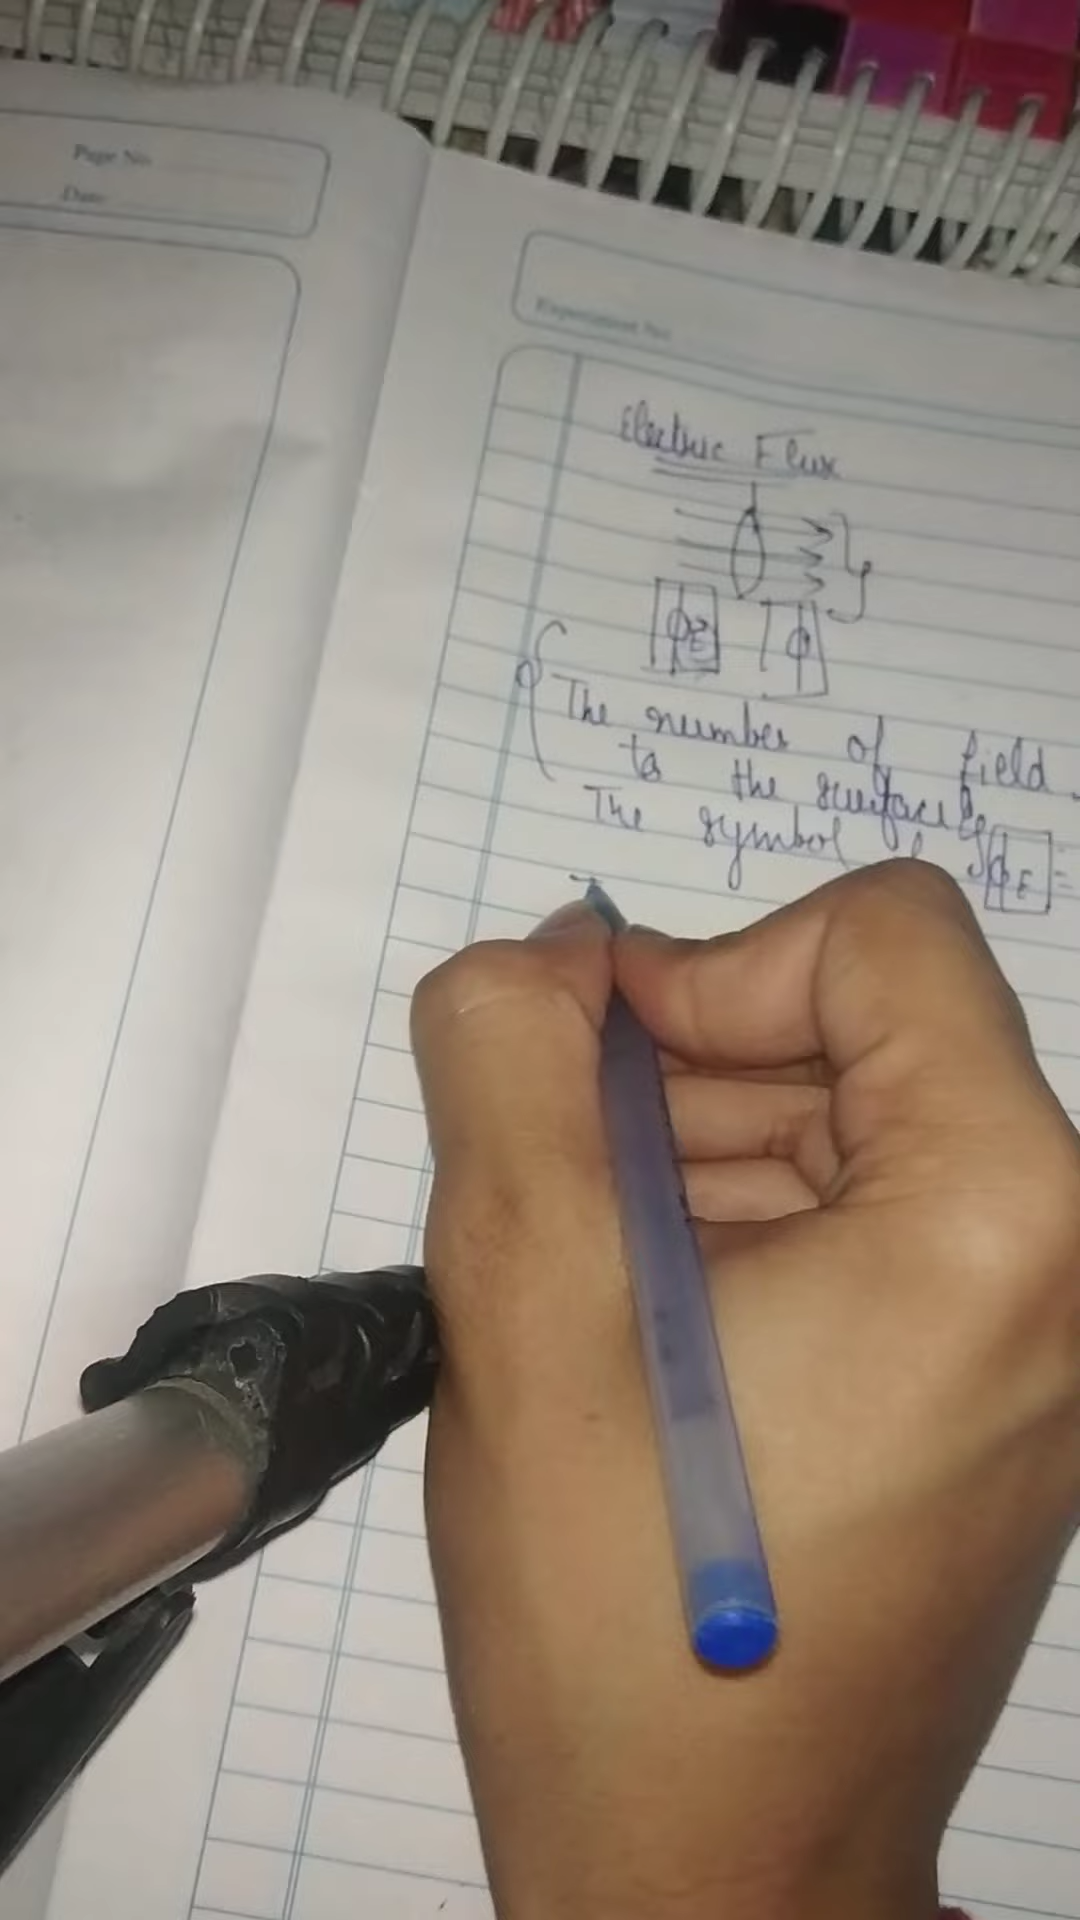 Page No.
Date
Experiment No.
Electric Flux
ϕE ϕ
The number of field
to the surface
The symbol ϕE =